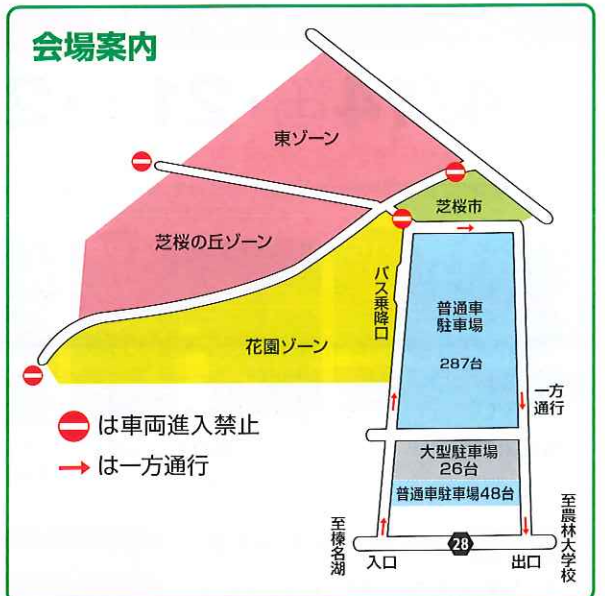 会場案内
東ゾーン
芝桜市
芝桜の丘ゾーン
バス乗降口
普通車
駐車場
287台
花園ゾーン
一方
通行
は車両進入禁止
は一方通行
大型駐車場
26台
普通車駐車場48台
至榛名湖
入口
28
出口
至農林大学校